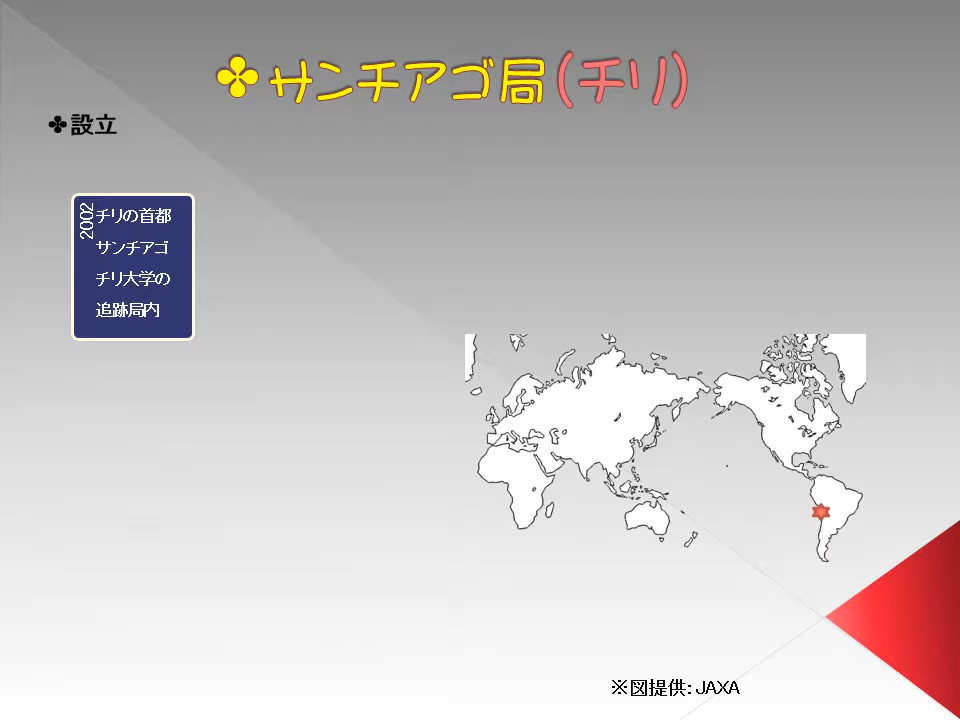 ✤サンチアゴ局(チリ)
✤設立
2002
チリの首都
サンチアゴ
チリ大学の
追跡局内
※図提供：JAXA